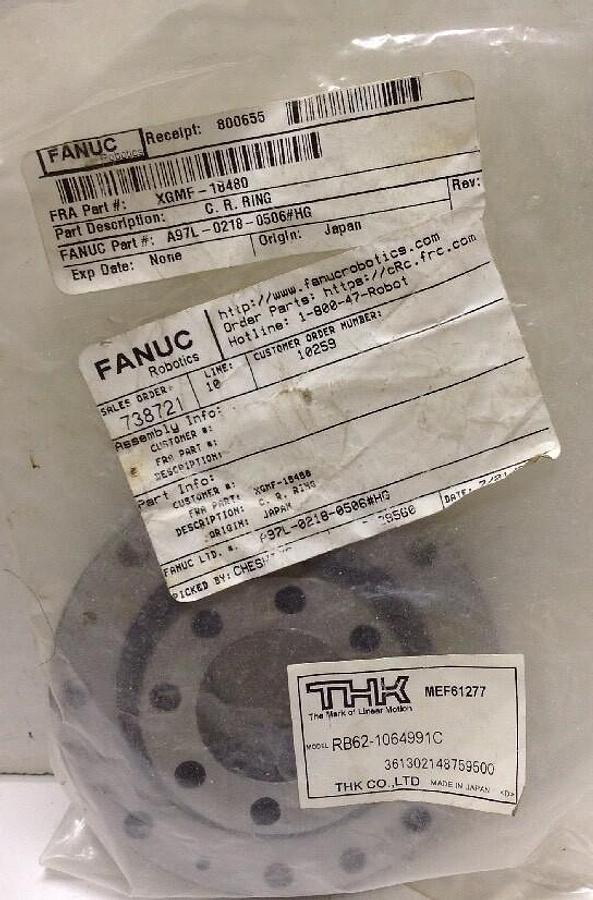 FANUC
Robotics
Receipt: 800655
FRA Part #: XGMF-18480
Part Description: C. R. RING
FANUC Part #: A97L-0218-0506#HG
Rev:
Exp Date: None
Origin: Japan
FANUC
Robotics
http://www.fanucrobotics.com
Order Parts: https://cRc.frc.com
Hotline: 1-800-47-Robot
SALES ORDER:
738721
LINE:
10
CUSTOMER ORDER NUMBER:
10259
Assembly Info:
CUSTOMER #:
FRA PART #:
DESCRIPTION:
Part Info:
CUSTOMER #:
FRA PART: XGMF-18480
DESCRIPTION: C. R. RING
ORIGIN: JAPAN
FANUC LTD. #: A97L-0218-0506#HG
PICKED BY:
DATE:
THK
The Mark of Linear Motion
MEF61277
MODEL RB62-1064991C
361302148759500
THK CO.,LTD MADE IN JAPAN <D>